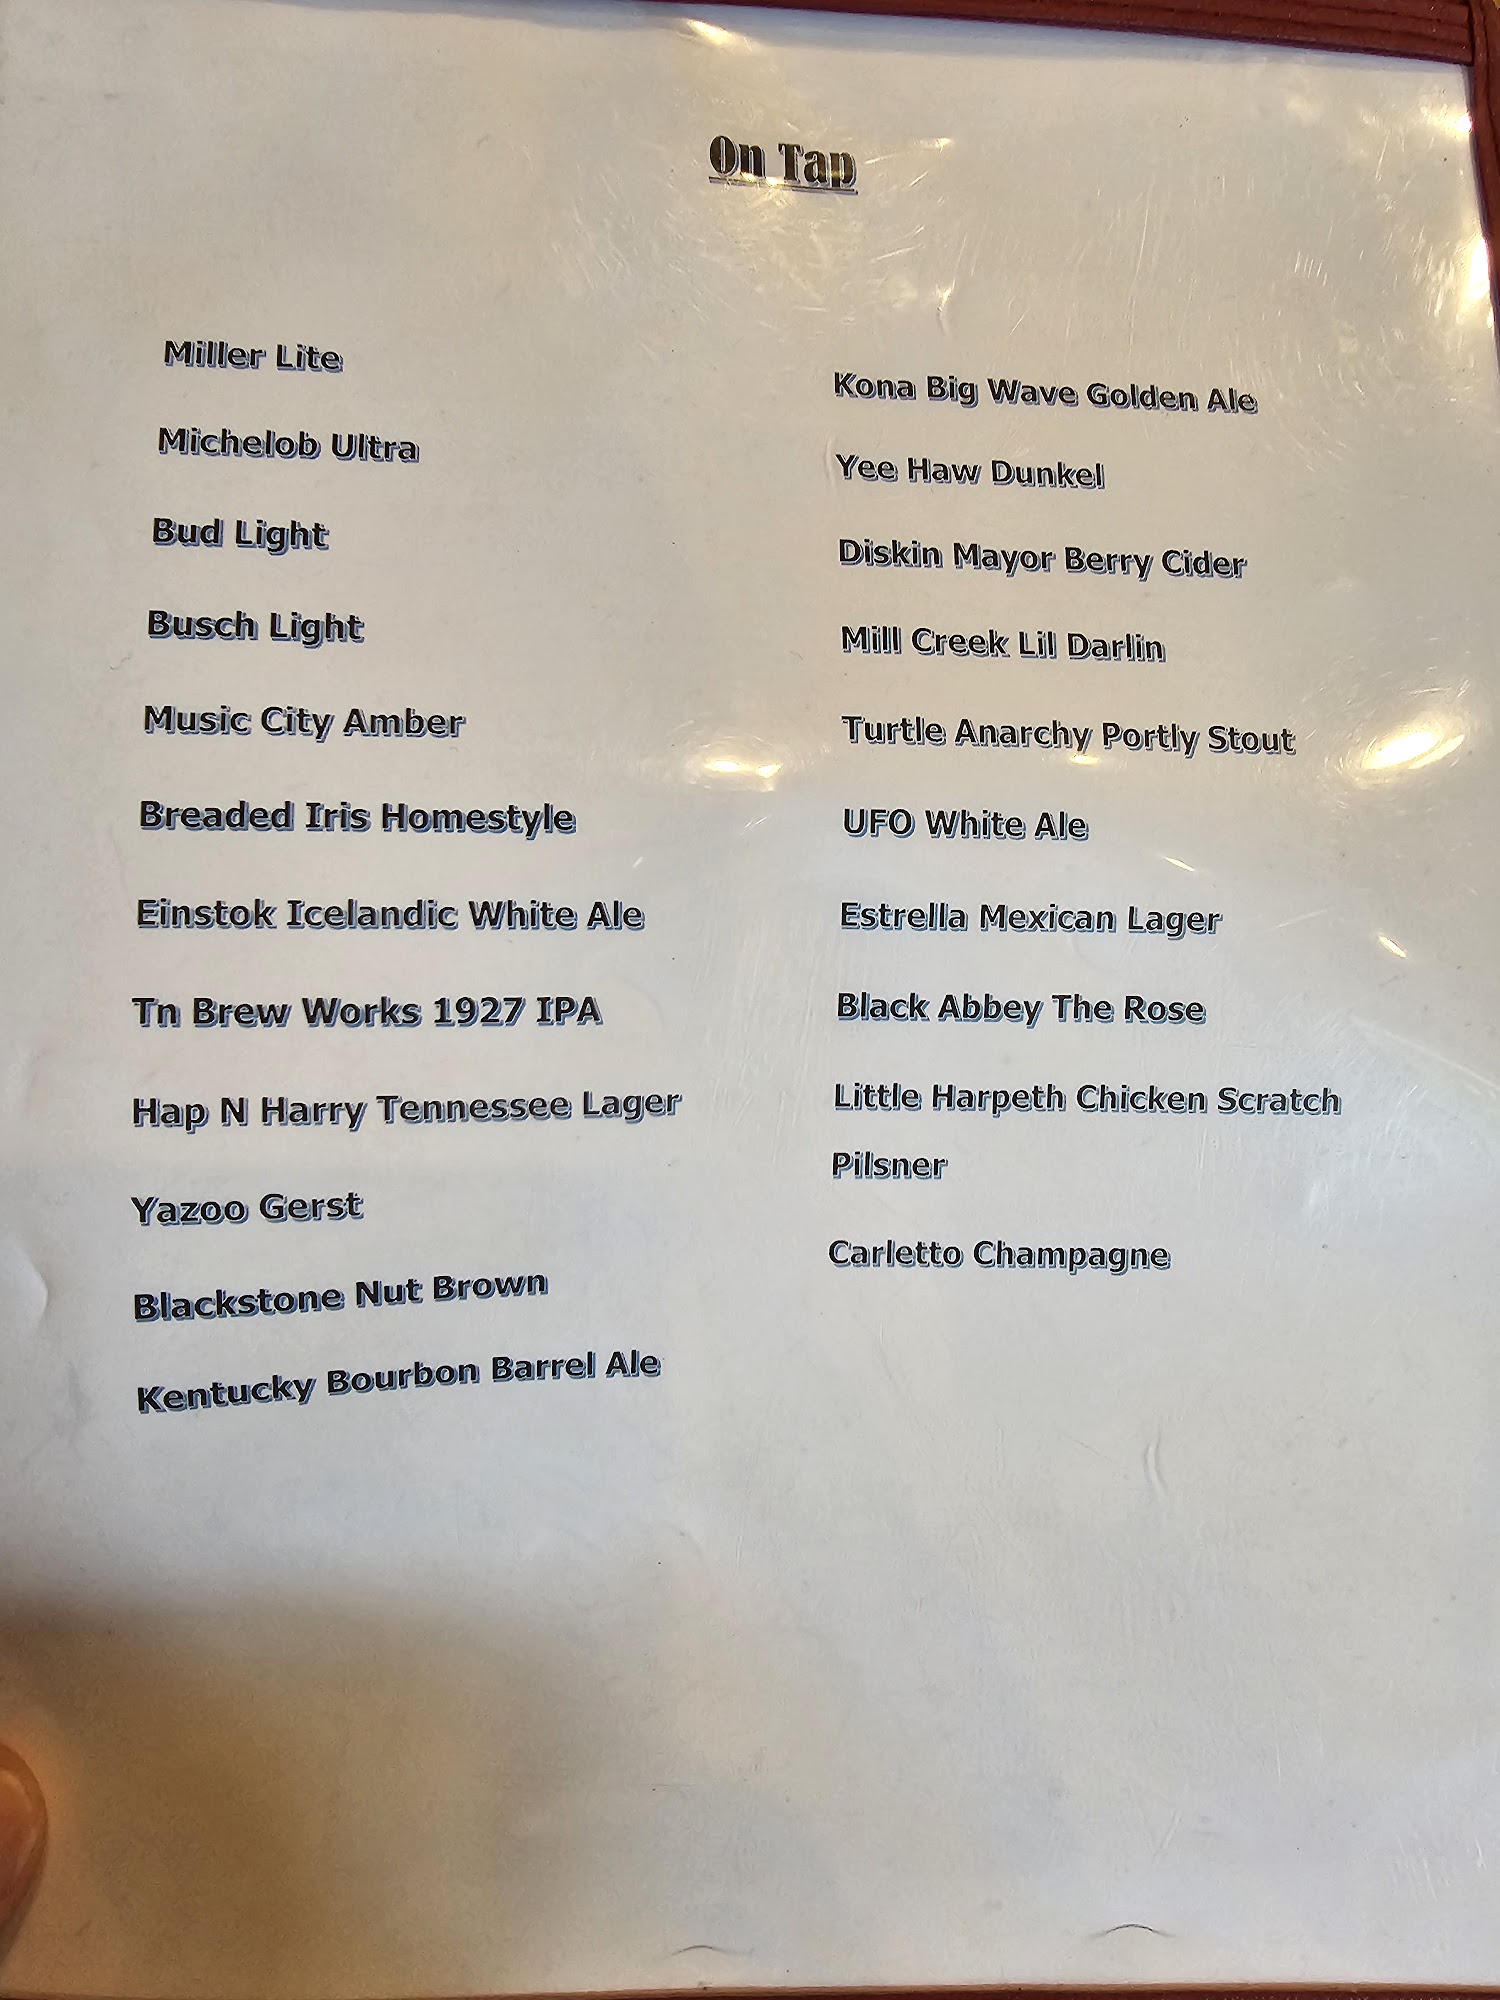 On Tap
Miller Lite
Michelob Ultra
Bud Light
Busch Light
Music City Amber
Breaded Iris Homestyle
Einstok Icelandic White Ale
Tn Brew Works 1927 IPA
Hap N Harry Tennessee Lager
Yazoo Gerst
Blackstone Nut Brown
Kentucky Bourbon Barrel Ale
Kona Big Wave Golden Ale
Yee Haw Dunkel
Diskin Mayor Berry Cider
Mill Creek Lil Darlin
Turtle Anarchy Portly Stout
UFO White Ale
Estrella Mexican Lager
Black Abbey The Rose
Little Harpeth Chicken Scratch
Pilsner
Carletto Champagne